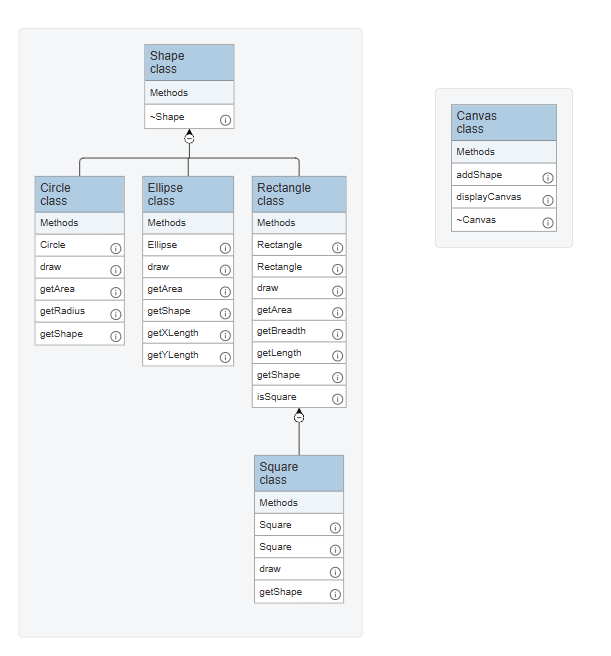 Shape
class
Methods
~Shape
Circle
class
Methods
Circle
draw
getArea
getRadius
getShape
Ellipse
class
Methods
Ellipse
draw
getArea
getShape
getXLength
getYLength
Rectangle
class
Methods
Rectangle
Rectangle
draw
getArea
getBreadth
getLength
getShape
isSquare
Square
class
Methods
Square
Square
draw
getShape
Canvas
class
Methods
addShape
displayCanvas
~Canvas